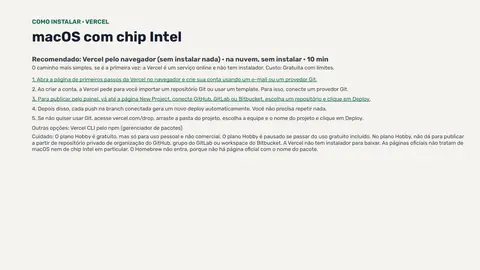 COMO INSTALAR · VERCEL
macOS com chip Intel
Recomendado: Vercel pelo navegador (sem instalar nada) · na nuvem, sem instalar · 10 min
O caminho mais simples, se é a primeira vez: a Vercel é um serviço online e não tem instalador. Custo: Gratuita com limites.
1. Abra a página de primeiros passos da Vercel no navegador e crie sua conta usando um e-mail ou um provedor Git.
2. Ao criar a conta, a Vercel pede para você importar um repositório Git ou usar um template. Para isso, conecte um provedor Git.
3. Para publicar pelo painel, vá até a página New Project, conecte GitHub, GitLab ou Bitbucket, escolha um repositório e clique em Deploy.
4. Depois disso, cada push na branch conectada gera um novo deploy automaticamente. Você não precisa repetir nada.
5. Se não quiser usar Git, acesse vercel.com/drop, arraste a pasta do projeto, escolha a equipe e o nome do projeto e clique em Deploy.
Outras opções: Vercel CLI pelo npm (gerenciador de pacotes)
Cuidado: O plano Hobby é gratuito, mas só para uso pessoal e não comercial. O plano Hobby é pausado se passar do uso gratuito incluído. No plano Hobby, não dá para publicar
a partir de repositório privado de organização do GitHub, grupo do GitLab ou workspace do Bitbucket. A Vercel não tem instalador para baixar. As páginas oficiais não tratam de
macOS nem de chip Intel em particular. O Homebrew não entra, porque não há página oficial com o nome do pacote.